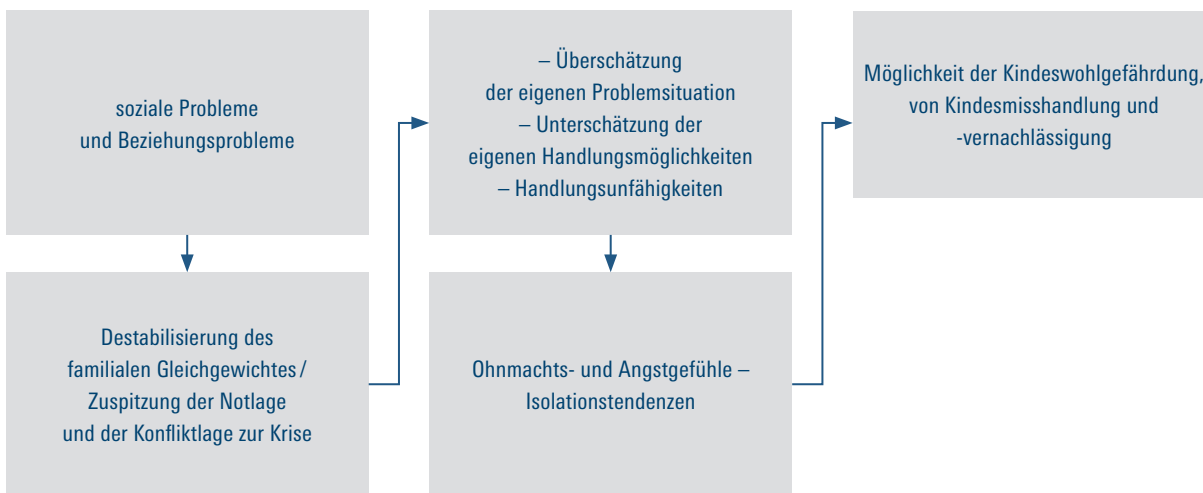 soziale Probleme
und Beziehungsprobleme
Destabilisierung des
familialen Gleichgewichtes /
Zuspitzung der Notlage
und der Konfliktlage zur Krise
– Überschätzung
der eigenen Problemsituation
– Unterschätzung der
eigenen Handlungsmöglichkeiten
– Handlungsunfähigkeiten
Ohnmachts- und Angstgefühle –
Isolationstendenzen
Möglichkeit der Kindeswohlgefährdung,
von Kindesmisshandlung und
-vernachlässigung